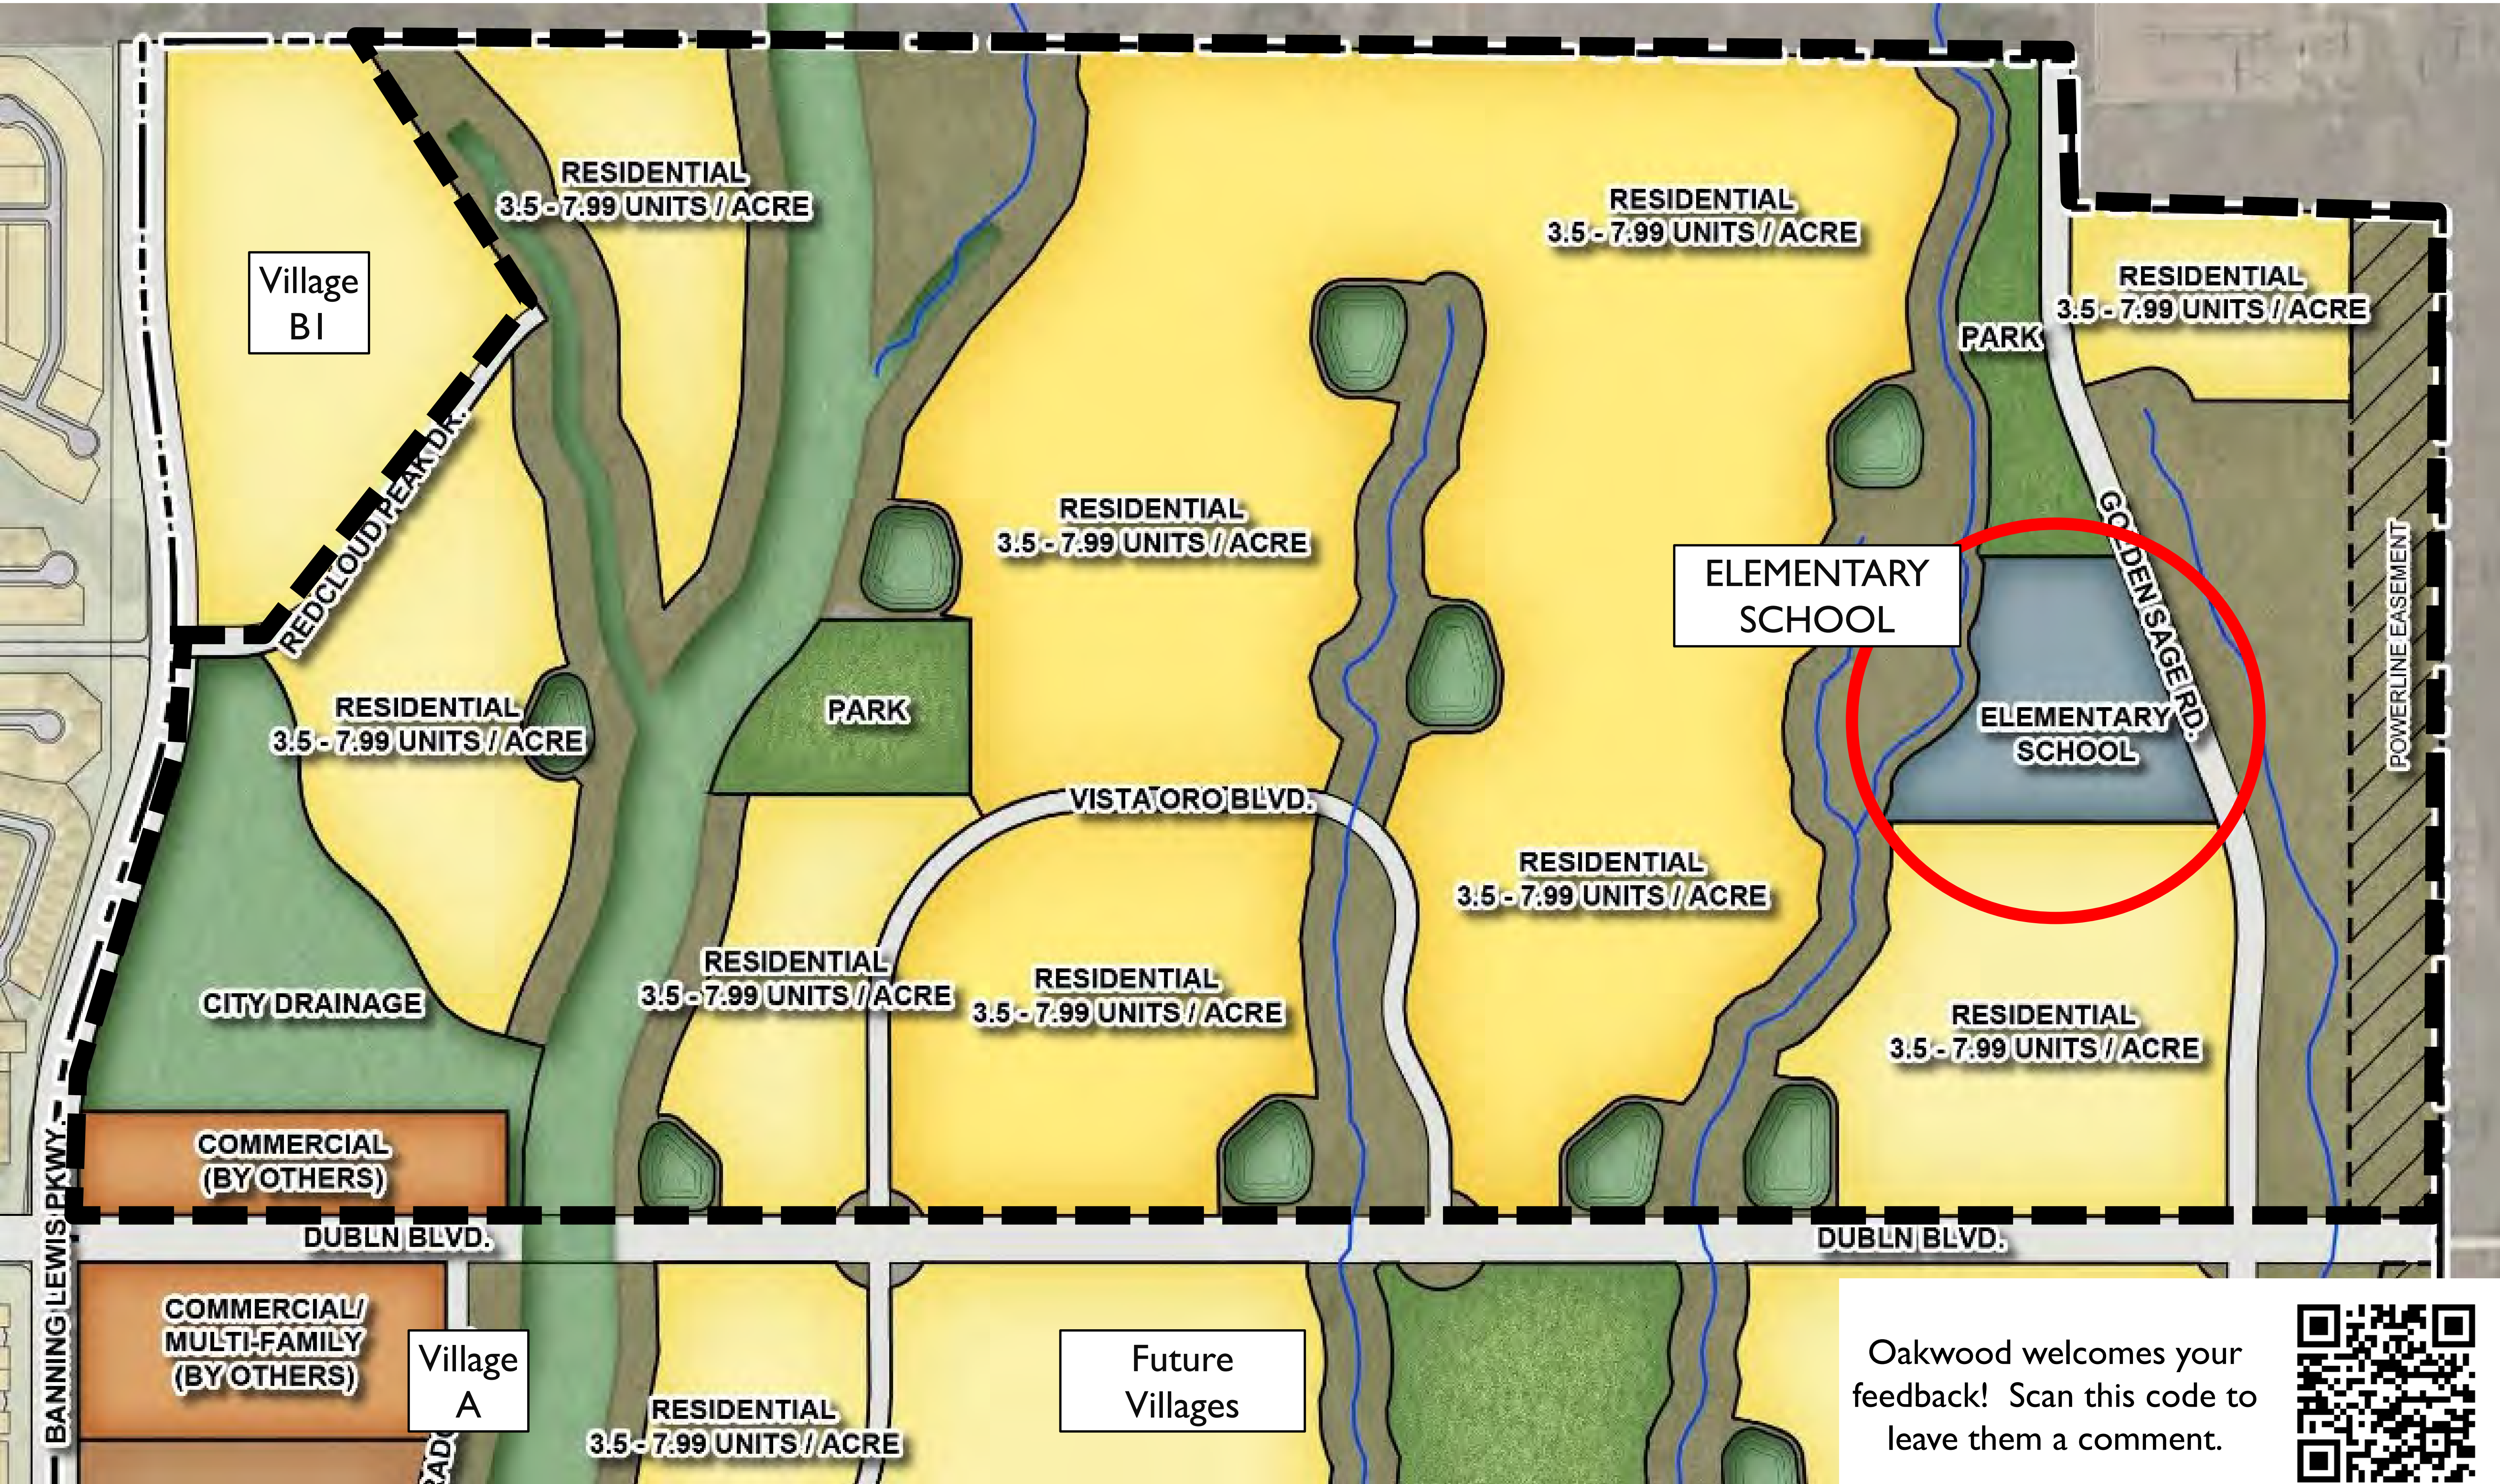 RESIDENTIAL
3.5 - 7.99 UNITS / ACRE
RESIDENTIAL
3.5 - 7.99 UNITS / ACRE
Village
B1
RESIDENTIAL
3.5 - 7.99 UNITS / ACRE
PARK
REDCLOUD PEAK DR.
RESIDENTIAL
3.5 - 7.99 UNITS / ACRE
GOLDEN SAGE RD.
POWERLINE EASEMENT
ELEMENTARY
SCHOOL
RESIDENTIAL
3.5 - 7.99 UNITS / ACRE
PARK
ELEMENTARY
SCHOOL
VISTA ORO BLVD.
RESIDENTIAL
3.5 - 7.99 UNITS / ACRE
RESIDENTIAL
3.5 - 7.99 UNITS / ACRE
RESIDENTIAL
3.5 - 7.99 UNITS / ACRE
CITY DRAINAGE
RESIDENTIAL
3.5 - 7.99 UNITS / ACRE
COMMERCIAL
(BY OTHERS)
BANNING LEWIS PKWY.
DUBLN BLVD.
DUBLN BLVD.
COMMERCIAL/
MULTI-FAMILY
(BY OTHERS)
Village
A
Future
Villages
RESIDENTIAL
3.5 - 7.99 UNITS / ACRE
Oakwood welcomes your
feedback! Scan this code to
leave them a comment.